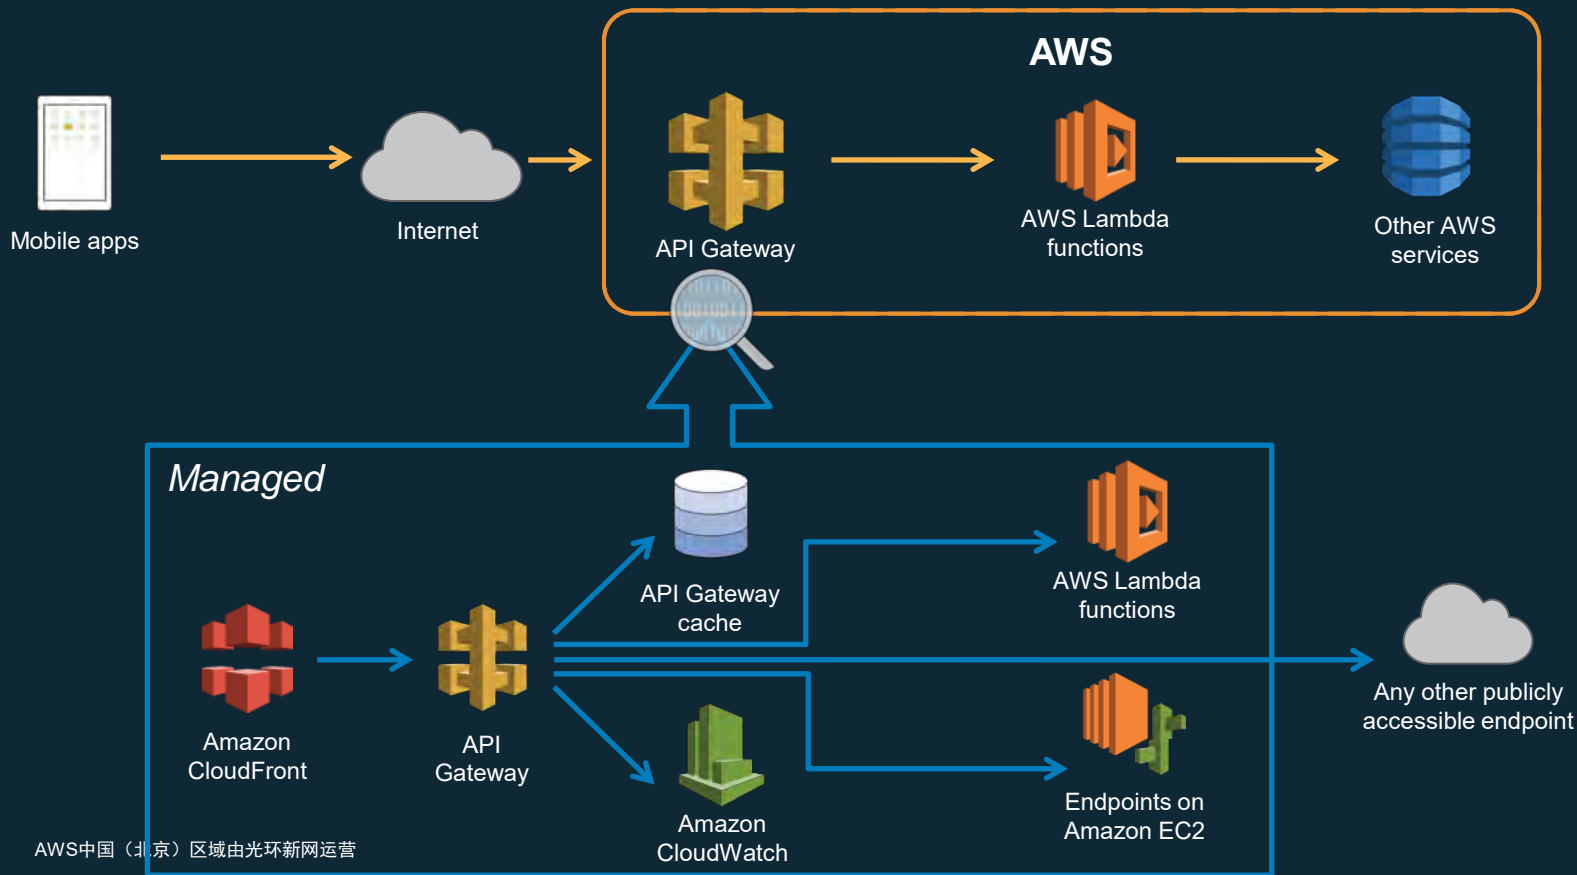 AWS
Mobile apps
Internet
API Gateway
AWS Lambda
functions
Other AWS
services
Managed
API Gateway
cache
AWS Lambda
functions
Amazon
CloudFront
API
Gateway
Any other publicly
accessible endpoint
Amazon
CloudWatch
Endpoints on
Amazon EC2
AWS中国（北京）区域由光环新网运营